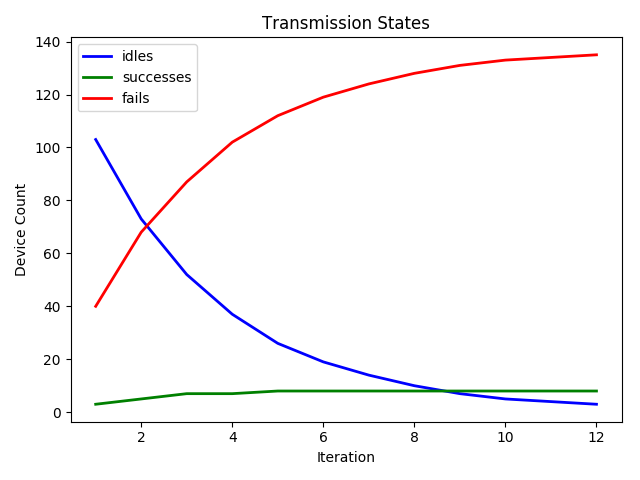 Transmission States
idles
successes
fails
Device Count
140
120
100
80
60
40
20
0
2 4 6 8 10 12
Iteration